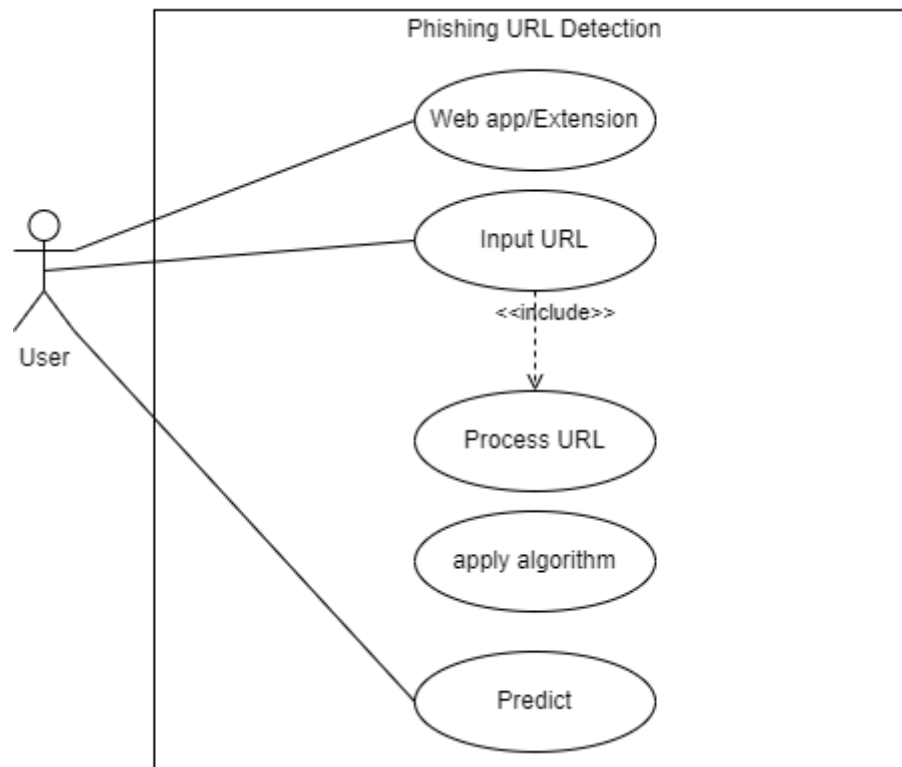 Phishing URL Detection
Web app/Extension
Input URL
<<include>>
User
Process URL
apply algorithm
Predict